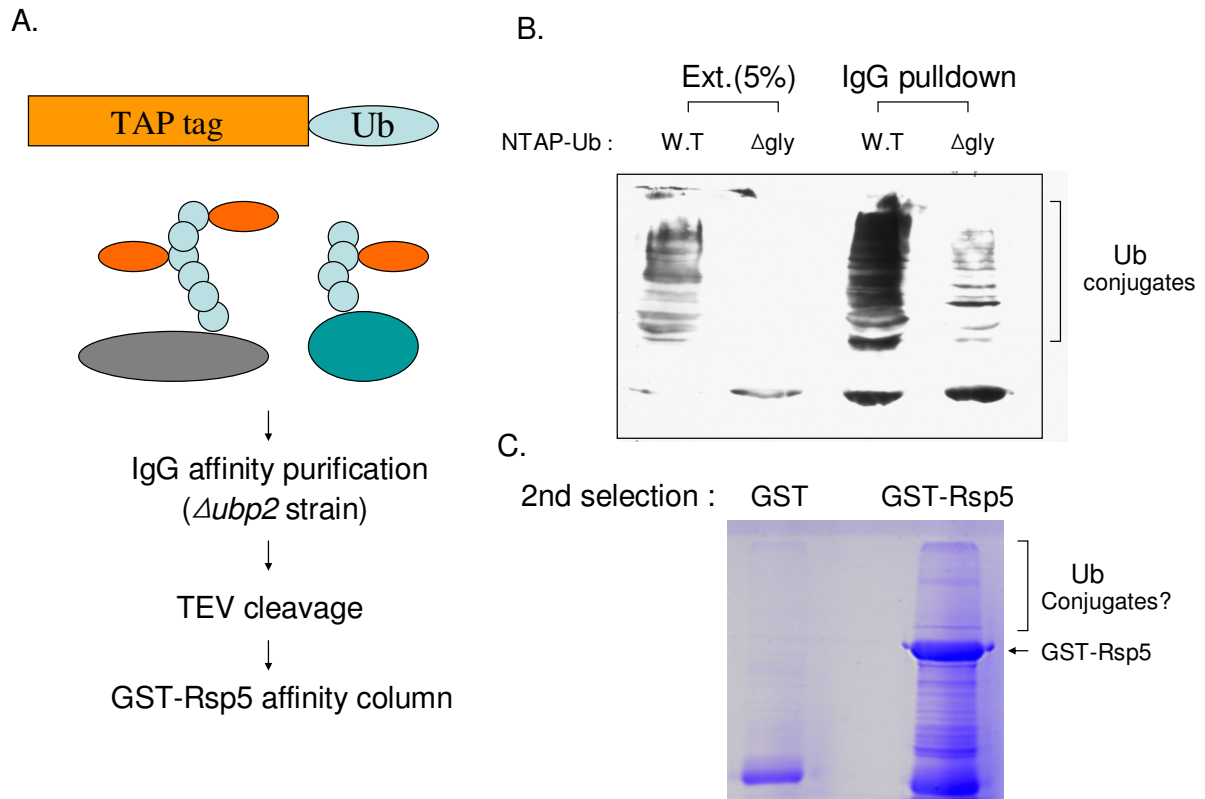 A.
TAP tag Ub
IgG affinity purification
(Δubp2 strain)
TEV cleavage
GST-Rsp5 affinity column
B.
Ext.(5%) IgG pulldown
NTAP-Ub : W.T Δgly W.T Δgly
Ub
conjugates
C.
2nd selection : GST GST-Rsp5
Ub
Conjugates?
GST-Rsp5